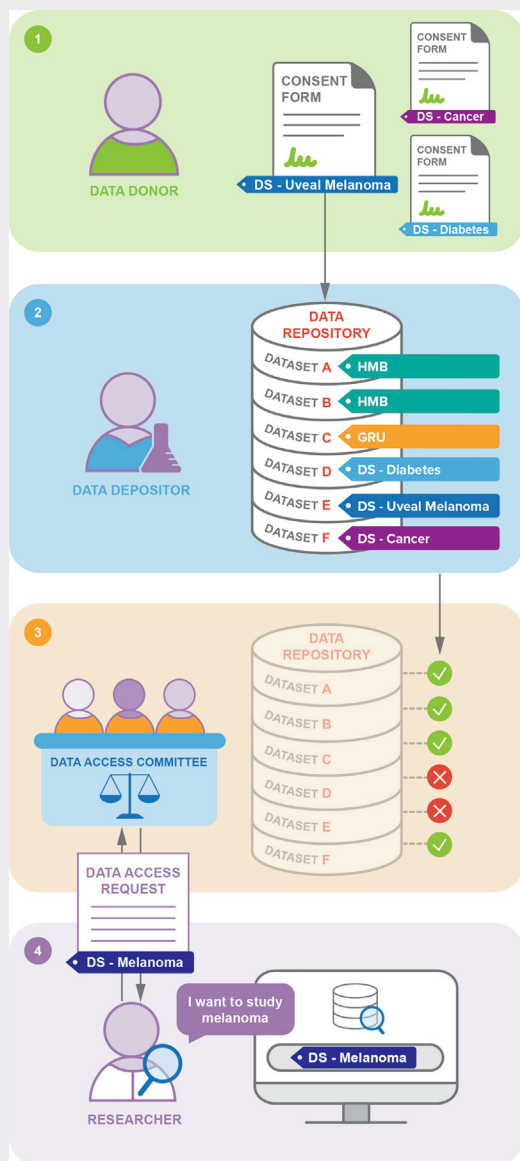 1
DATA DONOR
CONSENT
FORM
DS - Uveal Melanoma
CONSENT
FORM
DS - Cancer
CONSENT
FORM
DS - Diabetes
2
DATA DEPOSITOR
DATA
REPOSITORY
DATASET A
HMB
DATASET B
HMB
DATASET C
GRU
DATASET D
DS - Diabetes
DATASET E
DS - Uveal Melanoma
DATASET F
DS - Cancer
3
DATA ACCESS COMMITTEE
DATA
REPOSITORY
DATASET A
DATASET B
DATASET C
DATASET D
DATASET E
DATASET F
DATA ACCESS
REQUEST
DS - Melanoma
4
I want to study
melanoma
RESEARCHER
DS - Melanoma